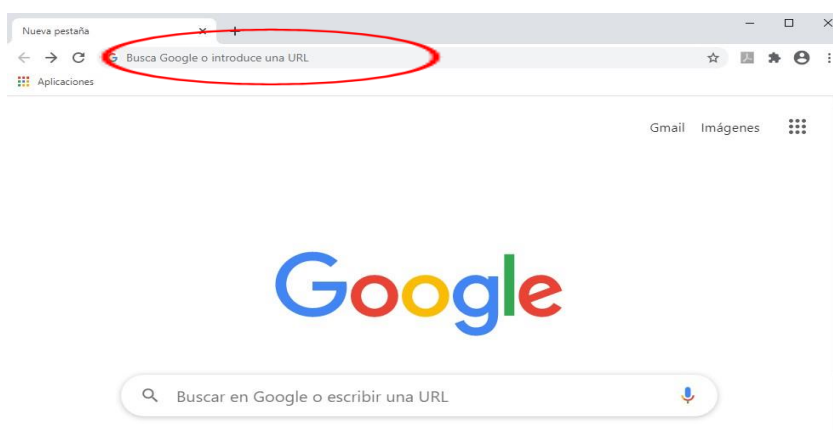 Nueva pestaña
Busca Google o introduce una URL
Aplicaciones
Gmail Imágenes
Google
Buscar en Google o escribir una URL